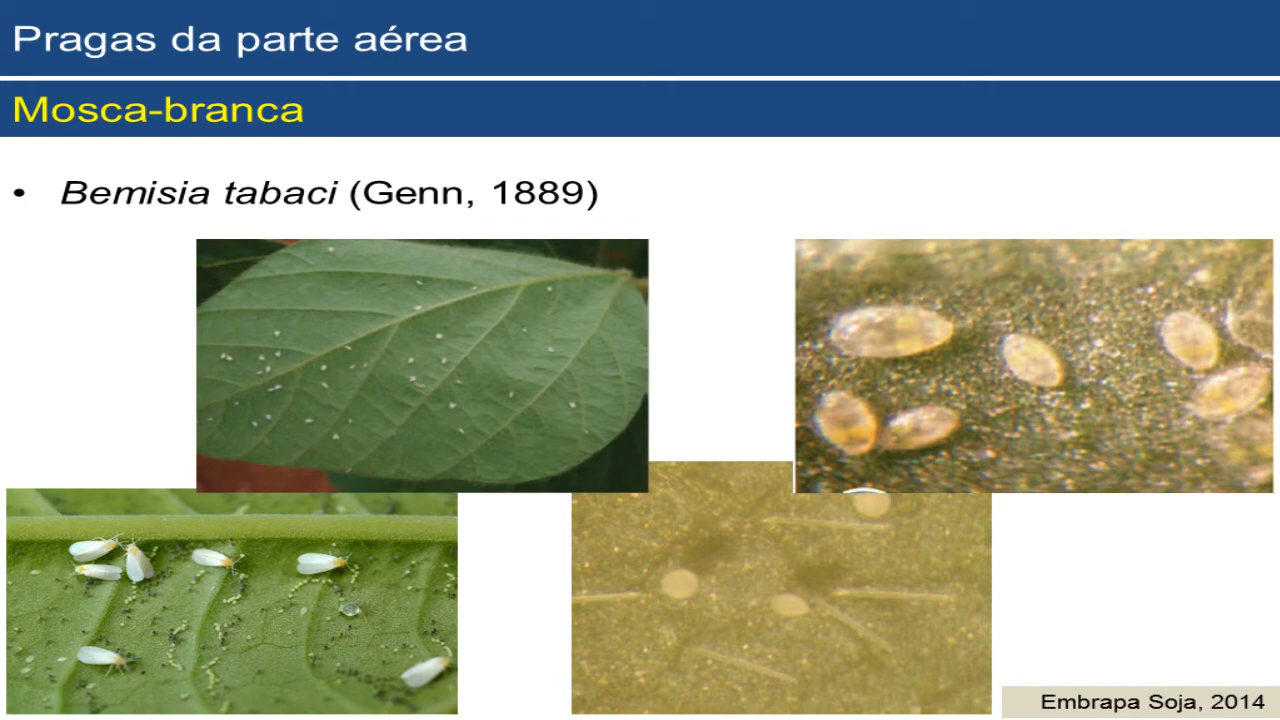 Pragas da parte aérea
Mosca-branca
• Bemisia tabaci (Genn, 1889)
Embrapa Soja, 2014